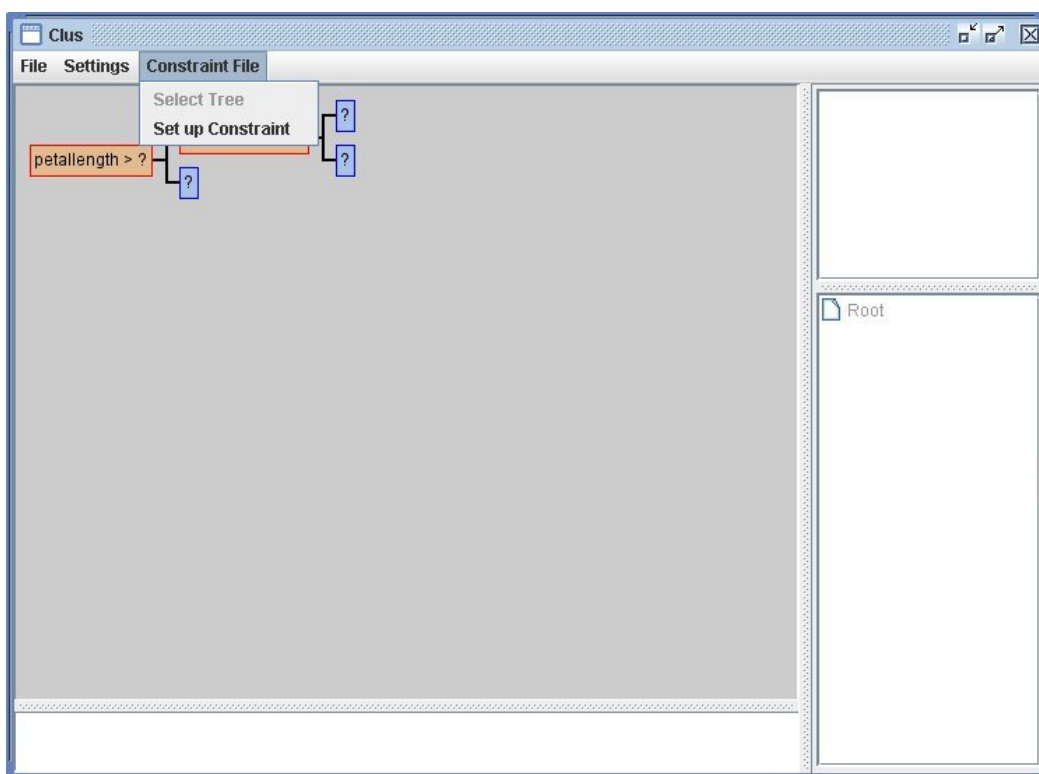 Clus
File Settings Constraint File
Select Tree
Set up Constraint
?
petallength > ?
?
?
Root